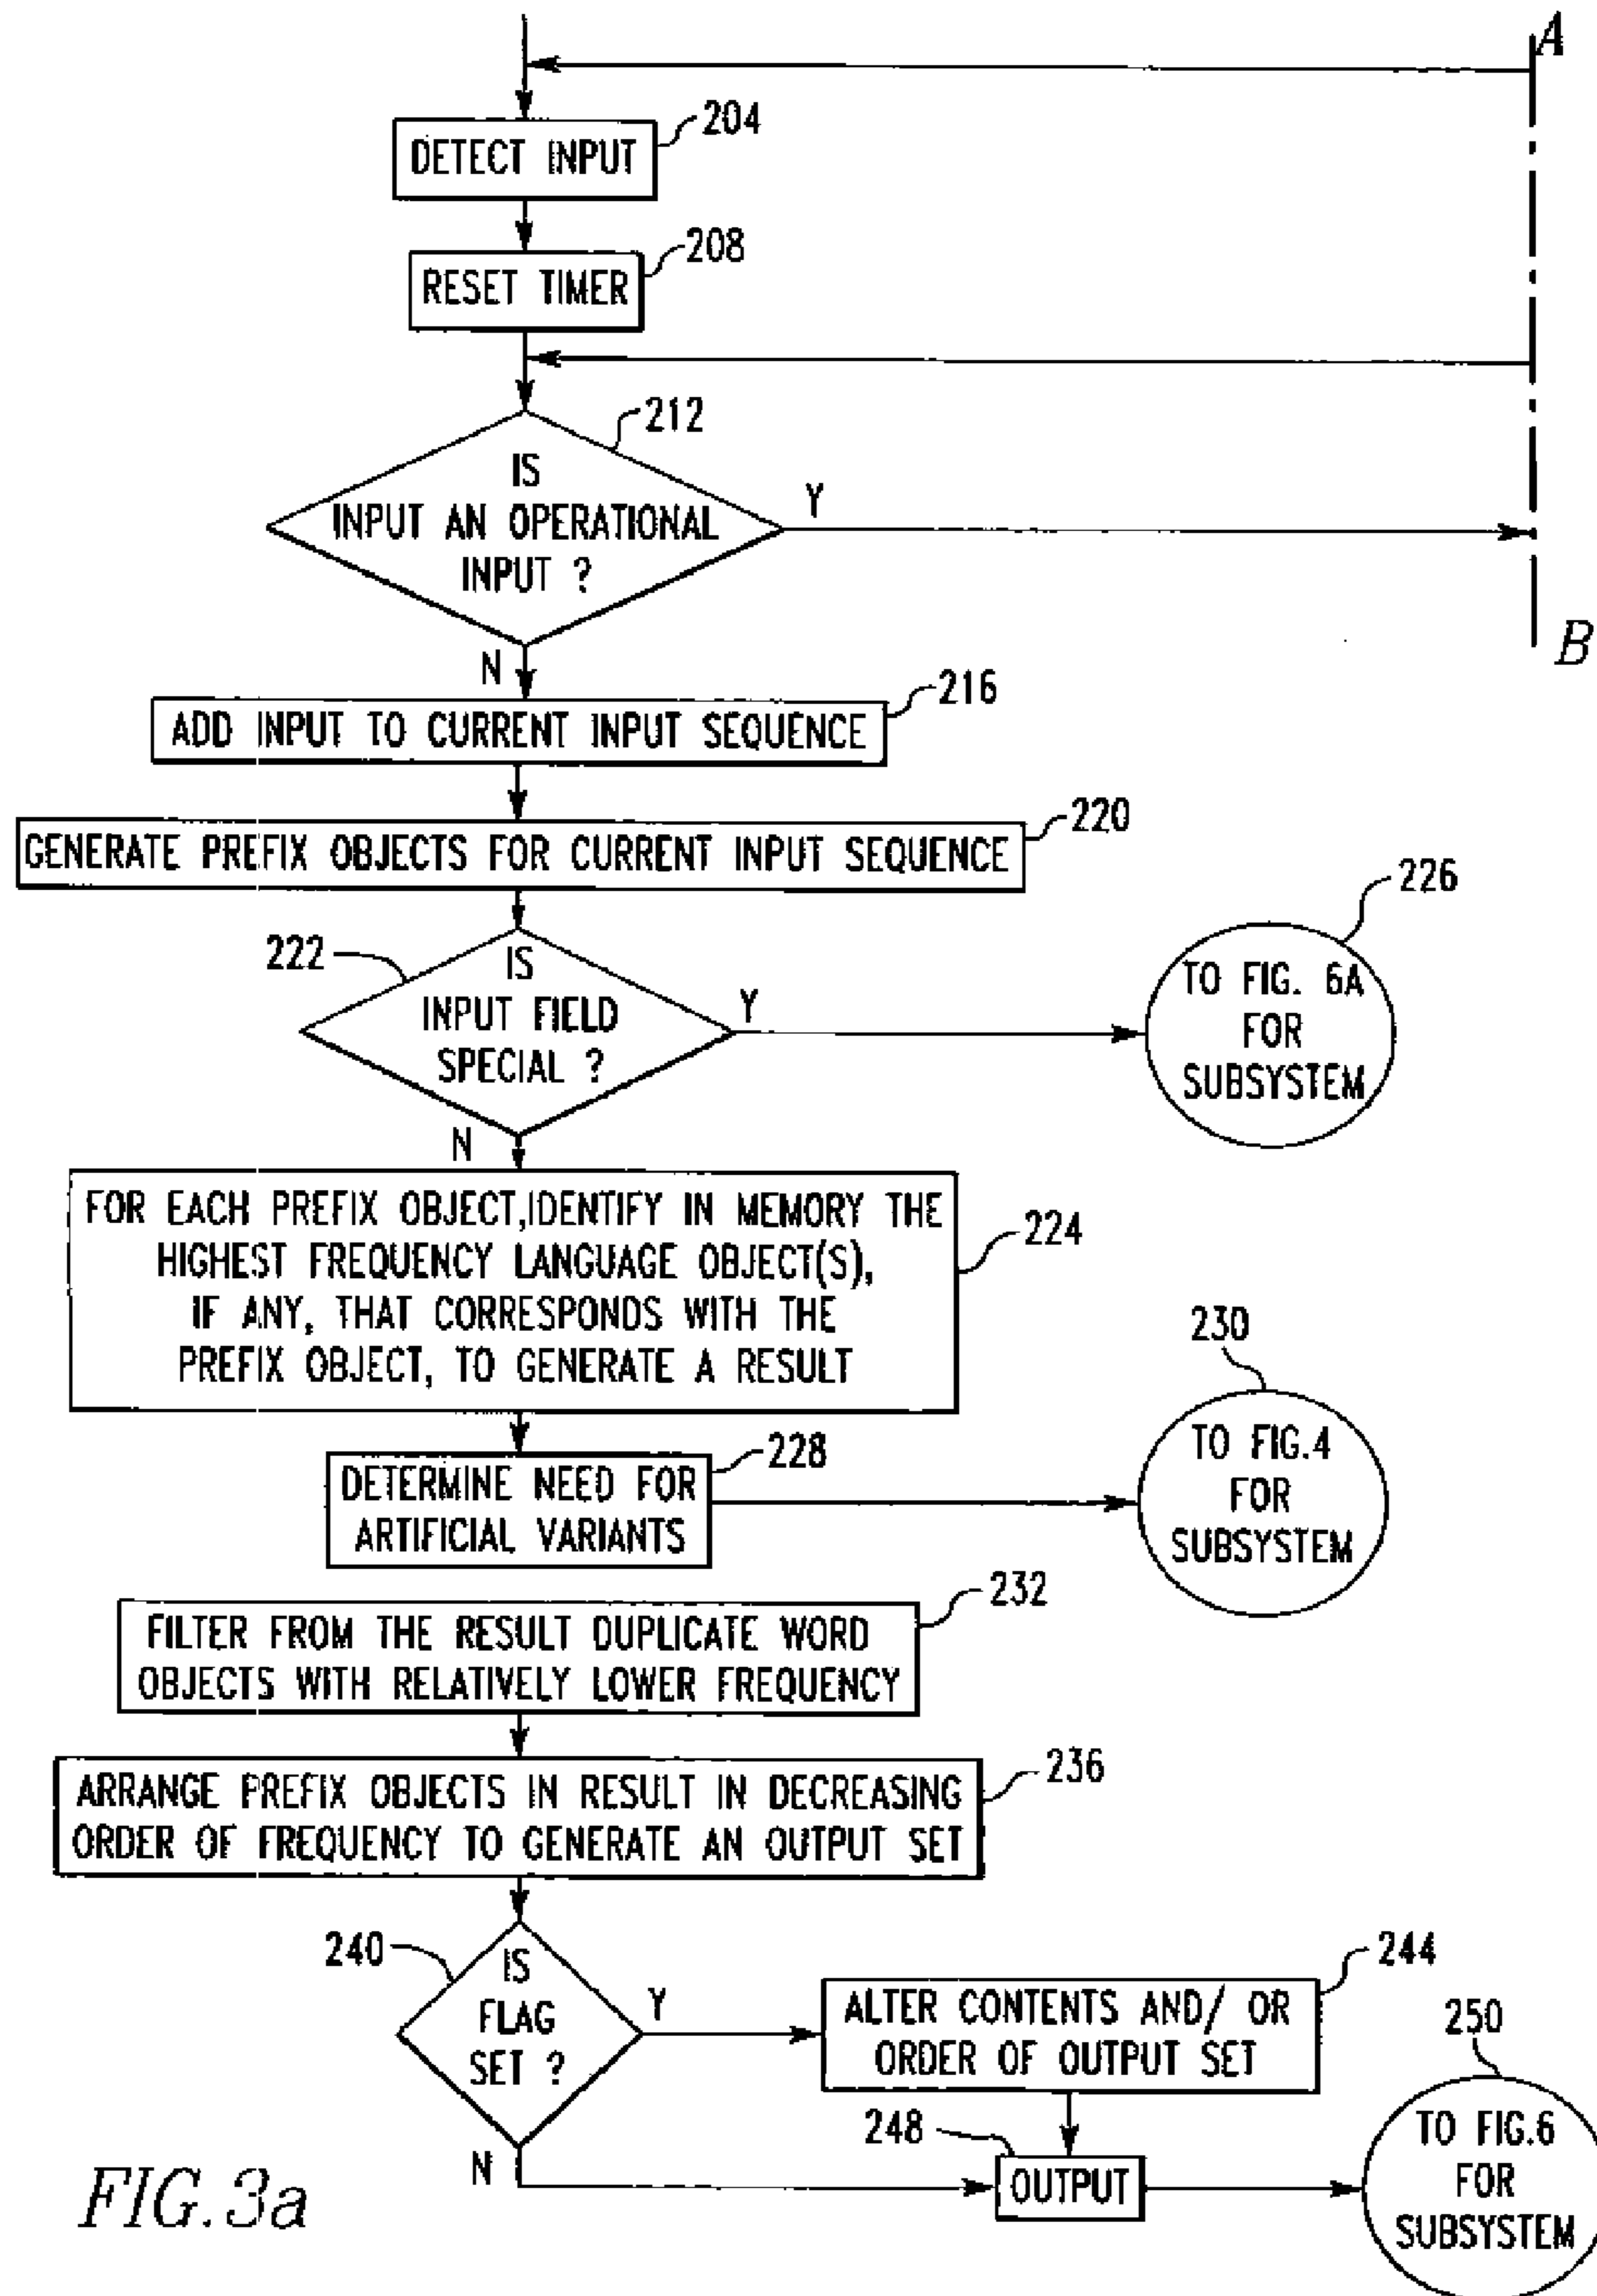 A
204
DETECT INPUT
208
RESET TIMER
212
IS
INPUT AN OPERATIONAL
INPUT ?
Y
B
N
216
ADD INPUT TO CURRENT INPUT SEQUENCE
220
GENERATE PREFIX OBJECTS FOR CURRENT INPUT SEQUENCE
222
IS
INPUT FIELD
SPECIAL ?
Y
226
TO FIG. 6A
FOR
SUBSYSTEM
N
FOR EACH PREFIX OBJECT,IDENTIFY IN MEMORY THE
HIGHEST FREQUENCY LANGUAGE OBJECT(S),
IF ANY, THAT CORRESPONDS WITH THE
PREFIX OBJECT, TO GENERATE A RESULT
224
228
DETERMINE NEED FOR
ARTIFICIAL VARIANTS
230
TO FIG.4
FOR
SUBSYSTEM
232
FILTER FROM THE RESULT DUPLICATE WORD
OBJECTS WITH RELATIVELY LOWER FREQUENCY
236
ARRANGE PREFIX OBJECTS IN RESULT IN DECREASING
ORDER OF FREQUENCY TO GENERATE AN OUTPUT SET
240
IS
FLAG
SET ?
Y
244
ALTER CONTENTS AND/ OR
ORDER OF OUTPUT SET
N
248
OUTPUT
250
TO FIG.6
FOR
SUBSYSTEM
FIG.3a